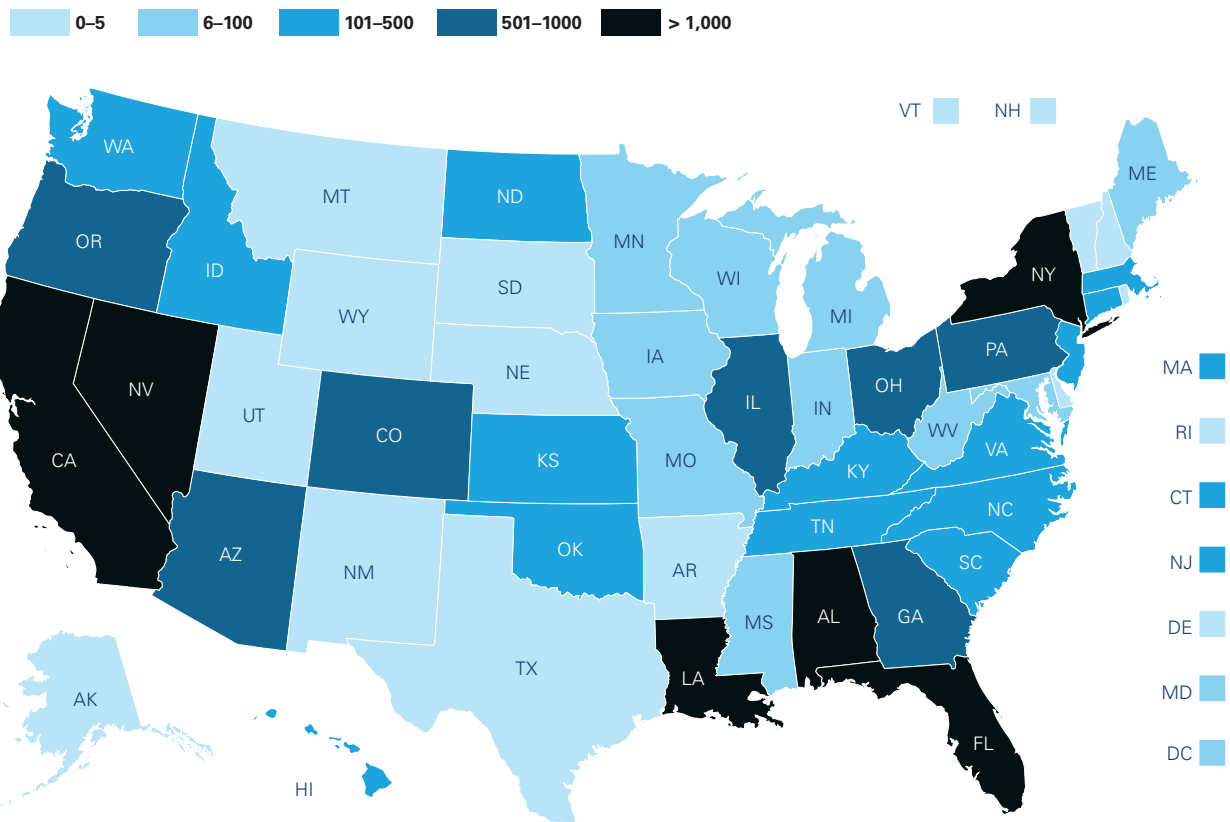 0–5 6–100 101–500 501–1000 > 1,000
VT NH
WA
ME
MT
ND
OR
MN
ID
NY
WI
SD
WY
MI
PA
IA
MA
NE
OH
NV
IL
IN
UT
WV
RI
CO
VA
CA
KS
MO
KY
CT
NC
TN
AZ
OK
NJ
SC
NM
AR
AL
GA
MS
DE
TX
LA
MD
AK
FL
DC
HI